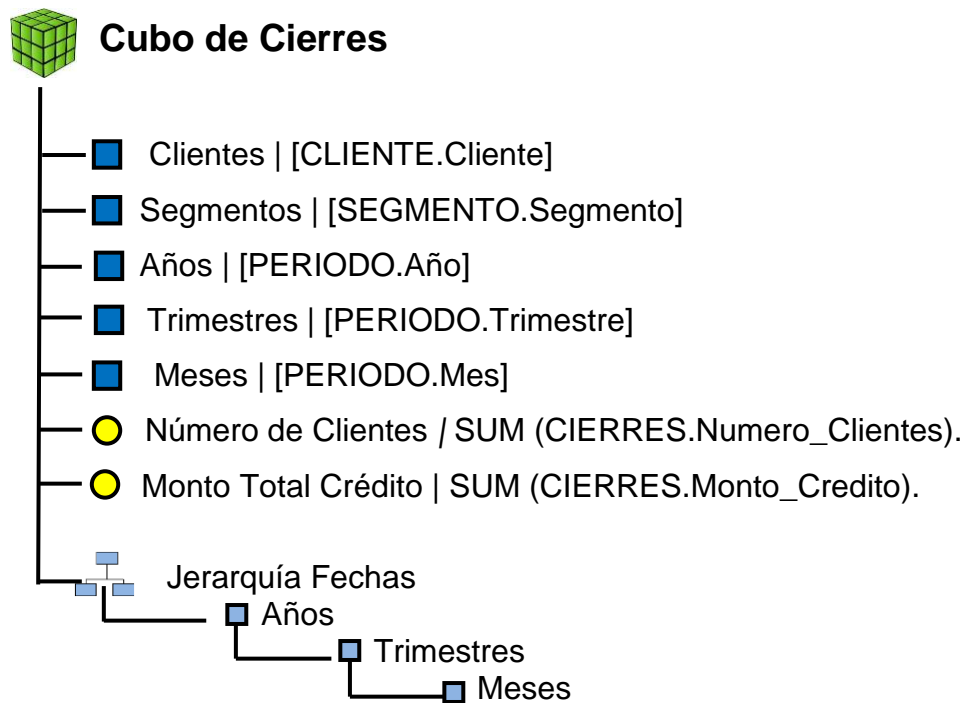 Cubo de Cierres
Clientes | [CLIENTE.Cliente]
Segmentos | [SEGMENTO.Segmento]
Años | [PERIODO.Año]
Trimestres | [PERIODO.Trimestre]
Meses | [PERIODO.Mes]
Número de Clientes | SUM (CIERRES.Numero_Clientes).
Monto Total Crédito | SUM (CIERRES.Monto_Credito).
Jerarquía Fechas
Años
Trimestres
Meses